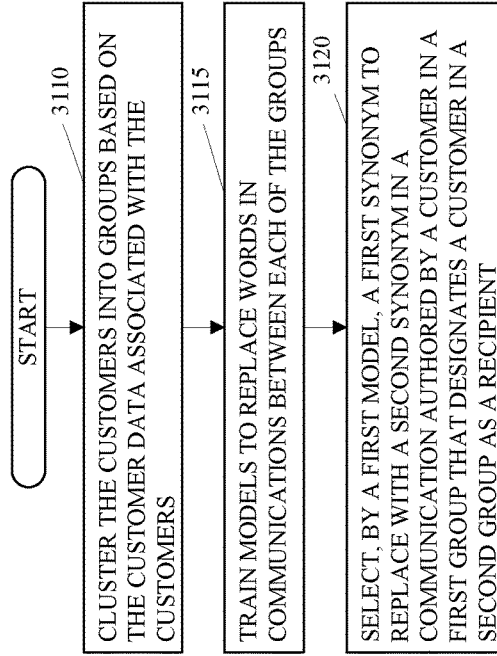 START
3110
CLUSTER THE CUSTOMERS INTO GROUPS BASED ON
THE CUSTOMER DATA ASSOCIATED WITH THE
CUSTOMERS
3115
TRAIN MODELS TO REPLACE WORDS IN
COMMUNICATIONS BETWEEN EACH OF THE GROUPS
3120
SELECT, BY A FIRST MODEL, A FIRST SYNONYM TO
REPLACE WITH A SECOND SYNONYM IN A
COMMUNICATION AUTHORED BY A CUSTOMER IN A
FIRST GROUP THAT DESIGNATES A CUSTOMER IN A
SECOND GROUP AS A RECIPIENT